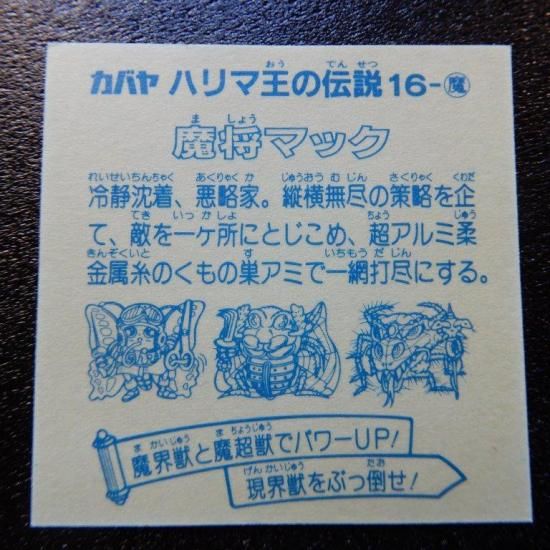 カバヤ ハリマ王の伝説 16-魔
魔将マック
冷静沈着、悪略家。縦横無尽の策略を企
て、敵を一ヶ所にとじこめ、超アルミ柔
金属糸のくもの巣アミで一網打尽にする。
魔界獣と魔超獣でパワーUP!
現界獣をぶっ倒せ!